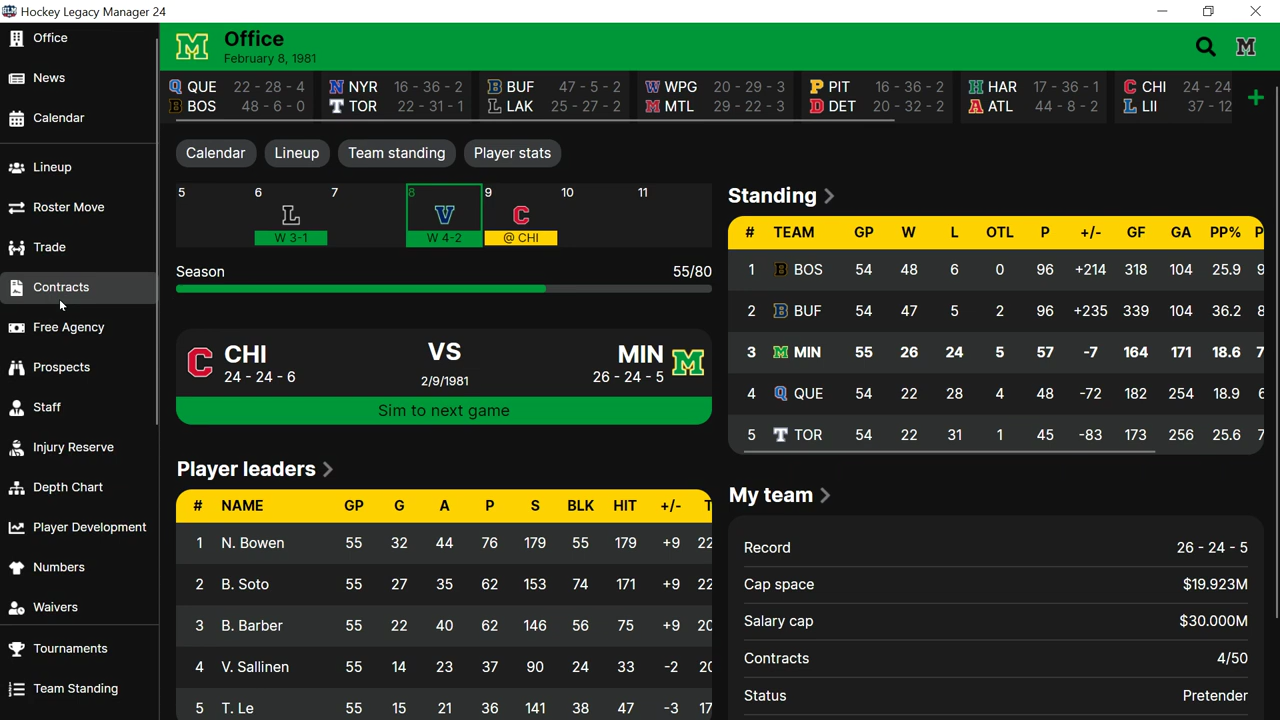 Hockey Legacy Manager 24
Office
News
Calendar
Lineup
Roster Move
Trade
Contracts
Free Agency
Prospects
Staff
Injury Reserve
Depth Chart
Player Development
Numbers
Waivers
Tournaments
Team Standing
M Office M
February 8, 1981
QUE 22 - 28 - 4
BOS 48 - 6 - 0
NYR 16 - 36 - 2
TOR 22 - 31 - 1
BUF 47 - 5 - 2
LAK 25 - 27 - 2
WPG 20 - 29 - 3
MTL 29 - 22 - 3
PIT 16 - 36 - 2
DET 20 - 32 - 2
HAR 17 - 36 - 1
ATL 44 - 8 - 2
CHI 24 - 24
LII 37 - 12
Calendar Lineup Team standing Player stats
5 6 7 8 9 10 11
L V C
W 3-1 W 4-2 @ CHI
Season 55/80
C CHI VS MIN M
24 - 24 - 6 2/9/1981 26 - 24 - 5
Sim to next game
Player leaders
# NAME GP G A P S BLK HIT +/- T
1 N. Bowen 55 32 44 76 179 55 179 +9 22
2 B. Soto 55 27 35 62 153 74 171 +9 22
3 B. Barber 55 22 40 62 146 56 75 +9 20
4 V. Sallinen 55 14 23 37 90 24 33 -2 20
5 T. Le 55 15 21 36 141 38 47 -3 17
Standing
# TEAM GP W L OTL P +/- GF GA PP% P
1 BOS 54 48 6 0 96 +214 318 104 25.9 9
2 BUF 54 47 5 2 96 +235 339 104 36.2 8
3 MIN 55 26 24 5 57 -7 164 171 18.6 7
4 QUE 54 22 28 4 48 -72 182 254 18.9 6
5 TOR 54 22 31 1 45 -83 173 256 25.6 7
My team
Record 26 - 24 - 5
Cap space $19.923M
Salary cap $30.000M
Contracts 4/50
Status Pretender